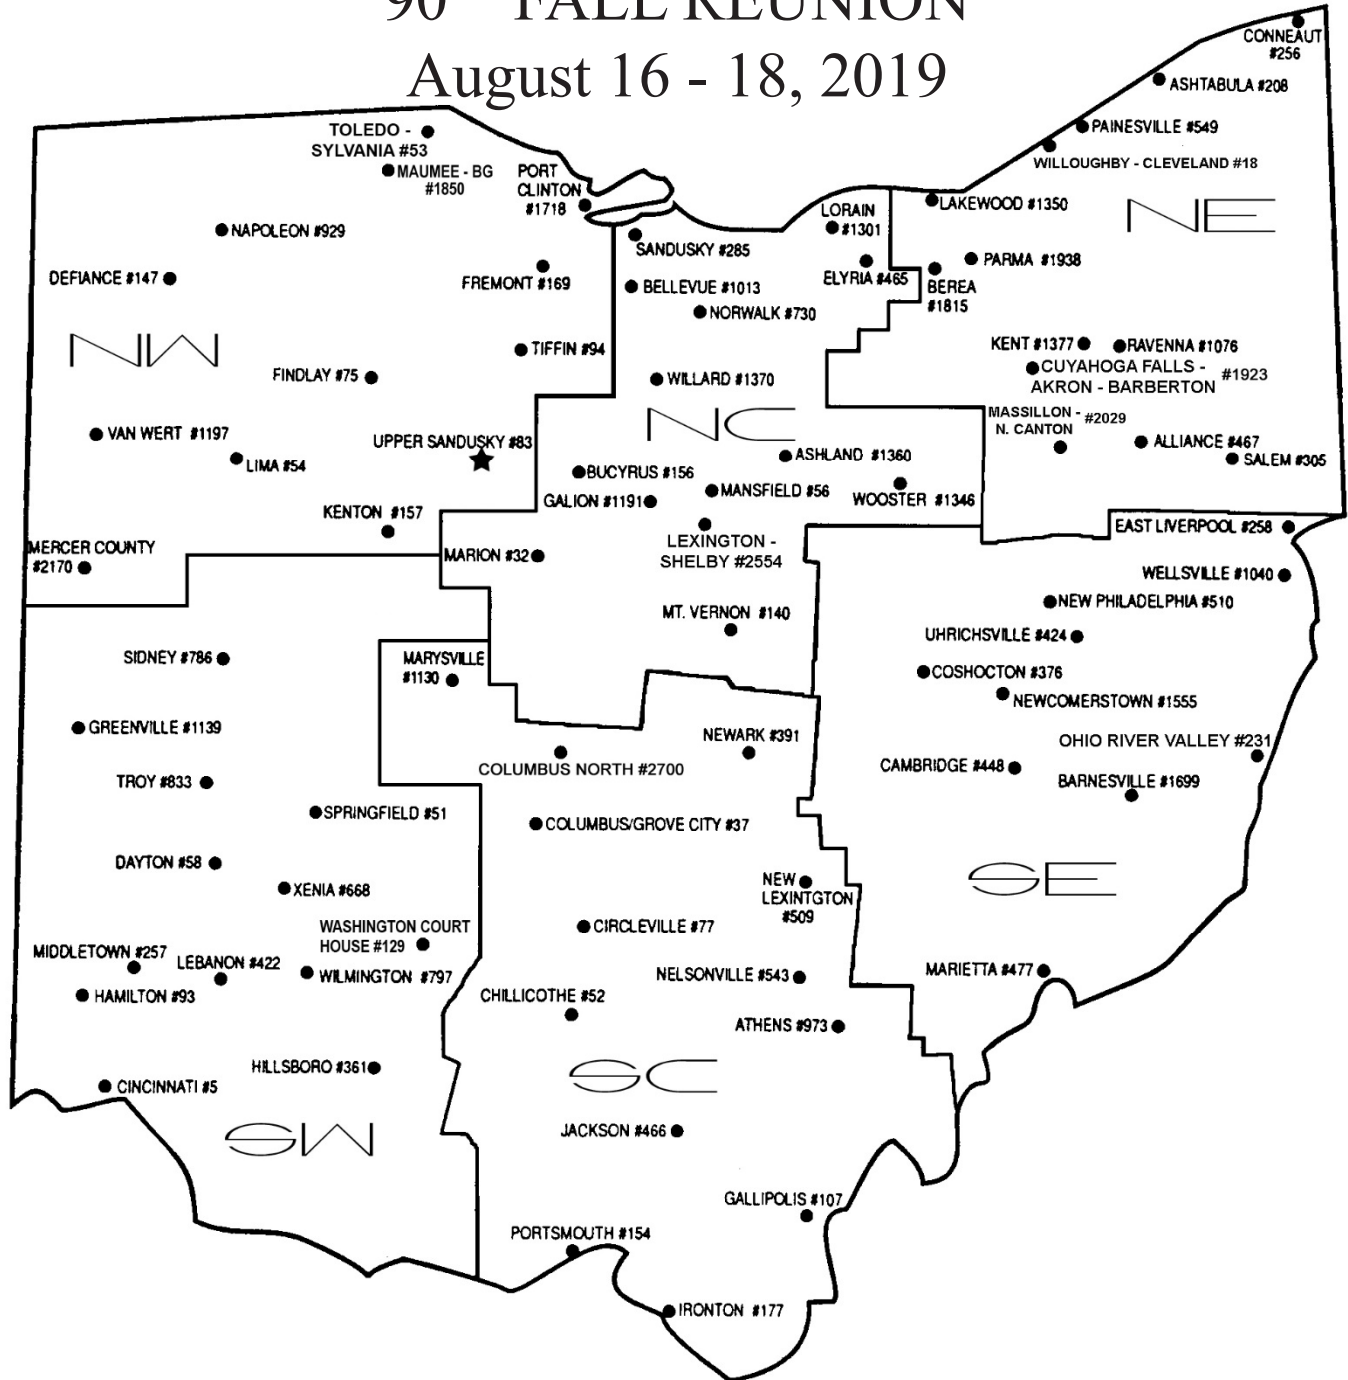 90 FALL REUNION
August 16 - 18, 2019
CONNEAUT
#256
ASHTABULA #208
PAINESVILLE #549
WILLOUGHBY - CLEVELAND #18
TOLEDO -
SYLVANIA #53
MAUMEE - BG
#1850
PORT
CLINTON
#1718
LAKEWOOD #1350
LORAIN
#1301
NE
NAPOLEON #929
SANDUSKY #285
PARMA #1938
DEFIANCE #147
FREMONT #169
ELYRIA #465
BEREA
#1815
BELLEVUE #1013
NORWALK #730
NW
TIFFIN #94
KENT #1377
RAVENNA #1076
FINDLAY #75
WILLARD #1370
CUYAHOGA FALLS -
AKRON - BARBERTON
#1923
NC
MASSILLON -
N. CANTON
#2029
VAN WERT #1197
UPPER SANDUSKY #83
ALLIANCE #467
LIMA #54
ASHLAND #1360
SALEM #305
BUCYRUS #156
MANSFIELD #56
GALION #1191
WOOSTER #1346
KENTON #157
EAST LIVERPOOL #258
LEXINGTON -
SHELBY #2554
MERCER COUNTY
#2170
MARION #32
WELLSVILLE #1040
NEW PHILADELPHIA #510
MT. VERNON #140
UHRICHSVILLE #424
SIDNEY #786
MARYSVILLE
#1130
COSHOCTON #376
NEWCOMERSTOWN #1555
GREENVILLE #1139
NEWARK #391
OHIO RIVER VALLEY #231
COLUMBUS NORTH #2700
CAMBRIDGE #448
TROY #833
BARNESVILLE #1699
SPRINGFIELD #51
COLUMBUS/GROVE CITY #37
DAYTON #58
SE
XENIA #668
NEW
LEXINTGTON
#509
WASHINGTON COURT
HOUSE #129
CIRCLEVILLE #77
MIDDLETOWN #257
LEBANON #422
WILMINGTON #797
NELSONVILLE #543
MARIETTA #477
HAMILTON #93
CHILLICOTHE #52
ATHENS #973
HILLSBORO #361
SC
CINCINNATI #5
SW
JACKSON #466
GALLIPOLIS #107
PORTSMOUTH #154
IRONTON #177